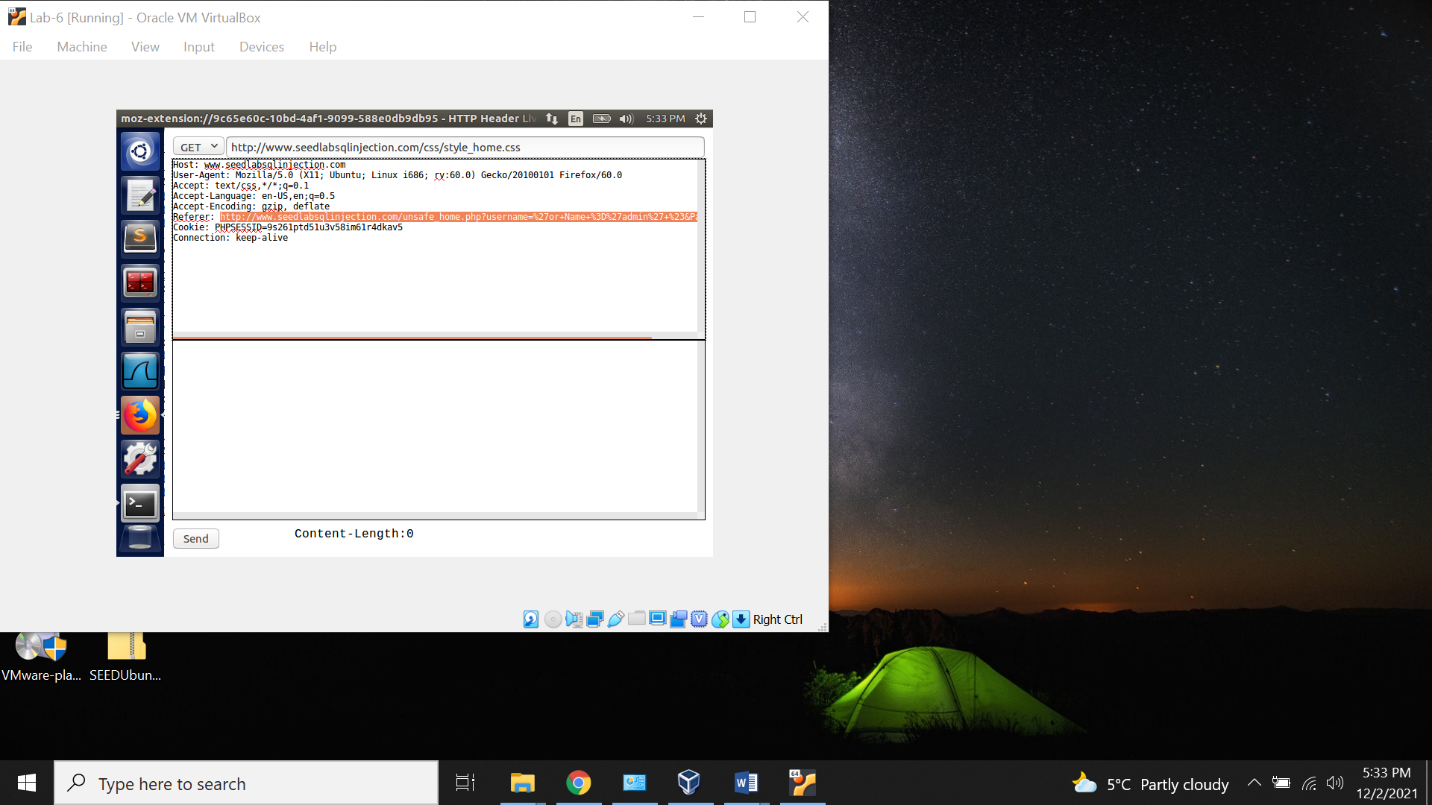 Lab-6 [Running] - Oracle VM VirtualBox
File Machine View Input Devices Help
moz-extension://9c65e60c-10bd-4af1-9099-588e0db9db95 - HTTP Header Liv
En 5:33 PM
GET http://www.seedlabsqlinjection.com/css/style_home.css
Host: www.seedlabsqlinjection.com
User-Agent: Mozilla/5.0 (X11; Ubuntu; Linux i686; rv:60.0) Gecko/20100101 Firefox/60.0
Accept: text/css,*/*;q=0.1
Accept-Language: en-US,en;q=0.5
Accept-Encoding: gzip, deflate
Referer: http://www.seedlabsqlinjection.com/unsafe_home.php?username=%27or+Name+%3D%27admin%27+%23&Pa
Cookie: PHPSESSID=9s261ptd51u3v58im61r4dkav5
Connection: keep-alive
Send Content-Length:0
Right Ctrl
VMware-pla... SEEDUbun...
Type here to search
5°C Partly cloudy
5:33 PM
12/2/2021